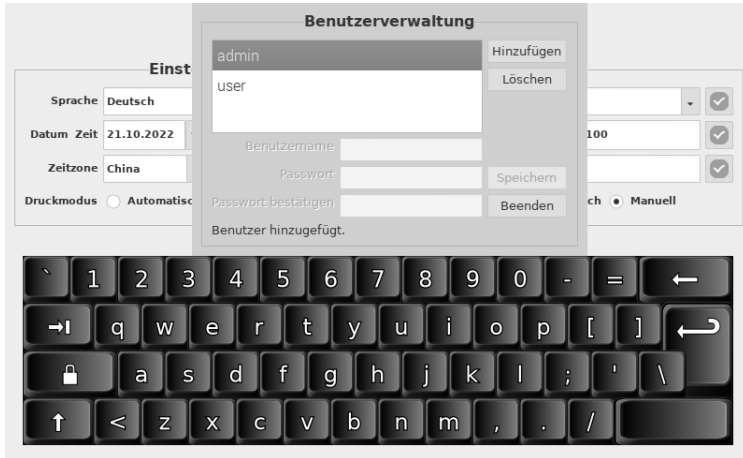 Benutzerverwaltung
admin
user
Hinzufügen
Löschen
Benutzername
Passwort
Passwort bestätigen
Speichern
Beenden
Benutzer hinzugefügt.
Einst
Sprache Deutsch
Datum Zeit 21.10.2022
100
Zeitzone China
Druckmodus Automatisc
ch Manuell
` 1 2 3 4 5 6 7 8 9 0 - =
q w e r t y u i o p [ ]
a s d f g h j k l ; ' \
< z x c v b n m , . /